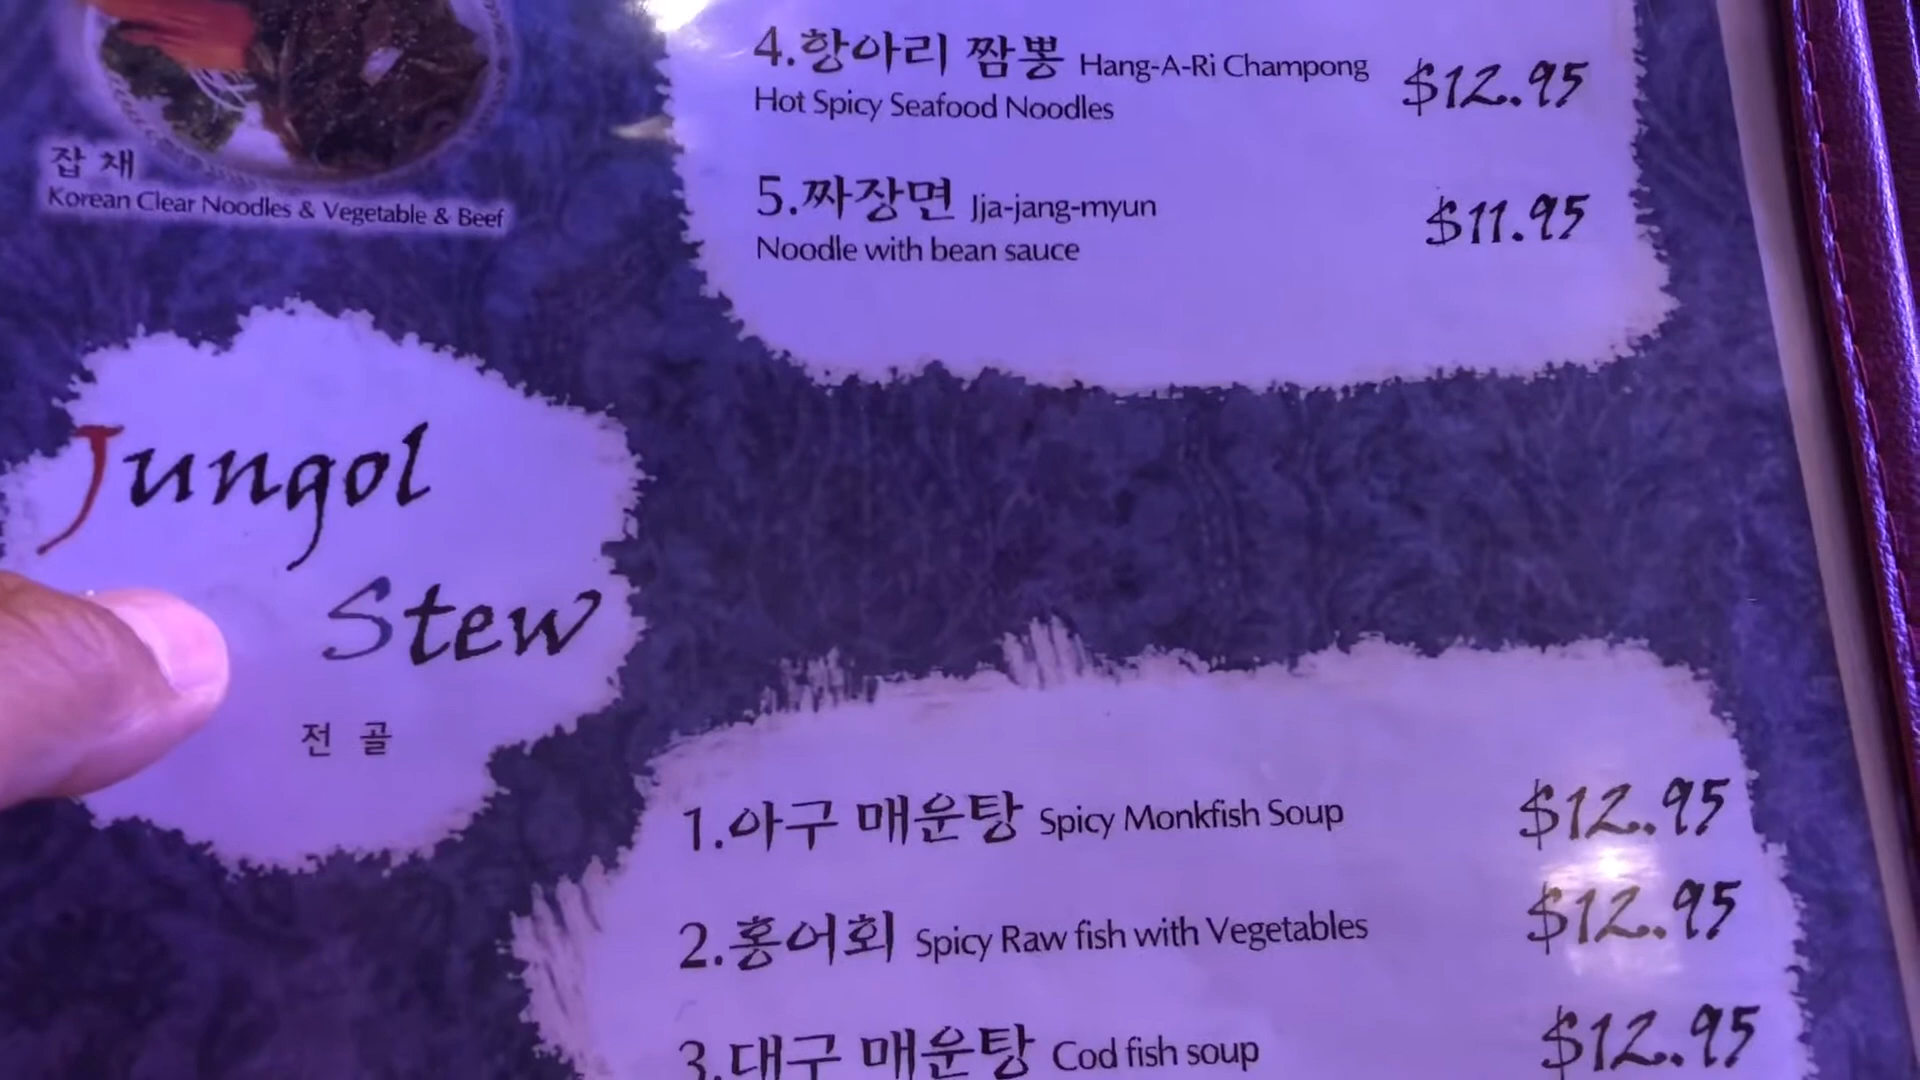 4.항아리 짬뽕 Hang-A-Ri Champong $12.95
Hot Spicy Seafood Noodles
잡 채
Korean Clear Noodles & Vegetable & Beef
5.짜장면 Jja-jang-myun $11.95
Noodle with bean sauce
Jungol
Stew
전 골
1.아구 매운탕 Spicy Monkfish Soup $12.95
2.홍어회 Spicy Raw fish with Vegetables $12.95
3.대구 매운탕 Cod fish soup $12.95